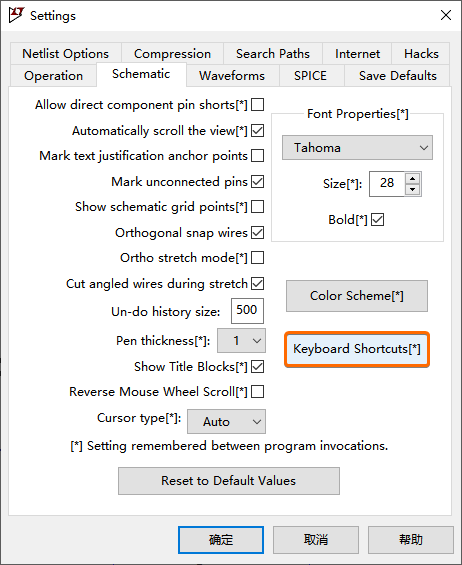 Settings
Netlist Options Compression Search Paths Internet Hacks
Operation Schematic Waveforms SPICE Save Defaults
Allow direct component pin shorts[*]
Automatically scroll the view[*]
Mark text justification anchor points
Mark unconnected pins
Show schematic grid points[*]
Orthogonal snap wires
Ortho stretch mode[*]
Cut angled wires during stretch
Un-do history size: 500
Pen thickness[*]: 1
Show Title Blocks[*]
Reverse Mouse Wheel Scroll[*]
Cursor type[*]: Auto
Font Properties[*]
Tahoma
Size[*]: 28
Bold[*]
Color Scheme[*]
Keyboard Shortcuts[*]
[*] Setting remembered between program invocations.
Reset to Default Values
确定 取消 帮助